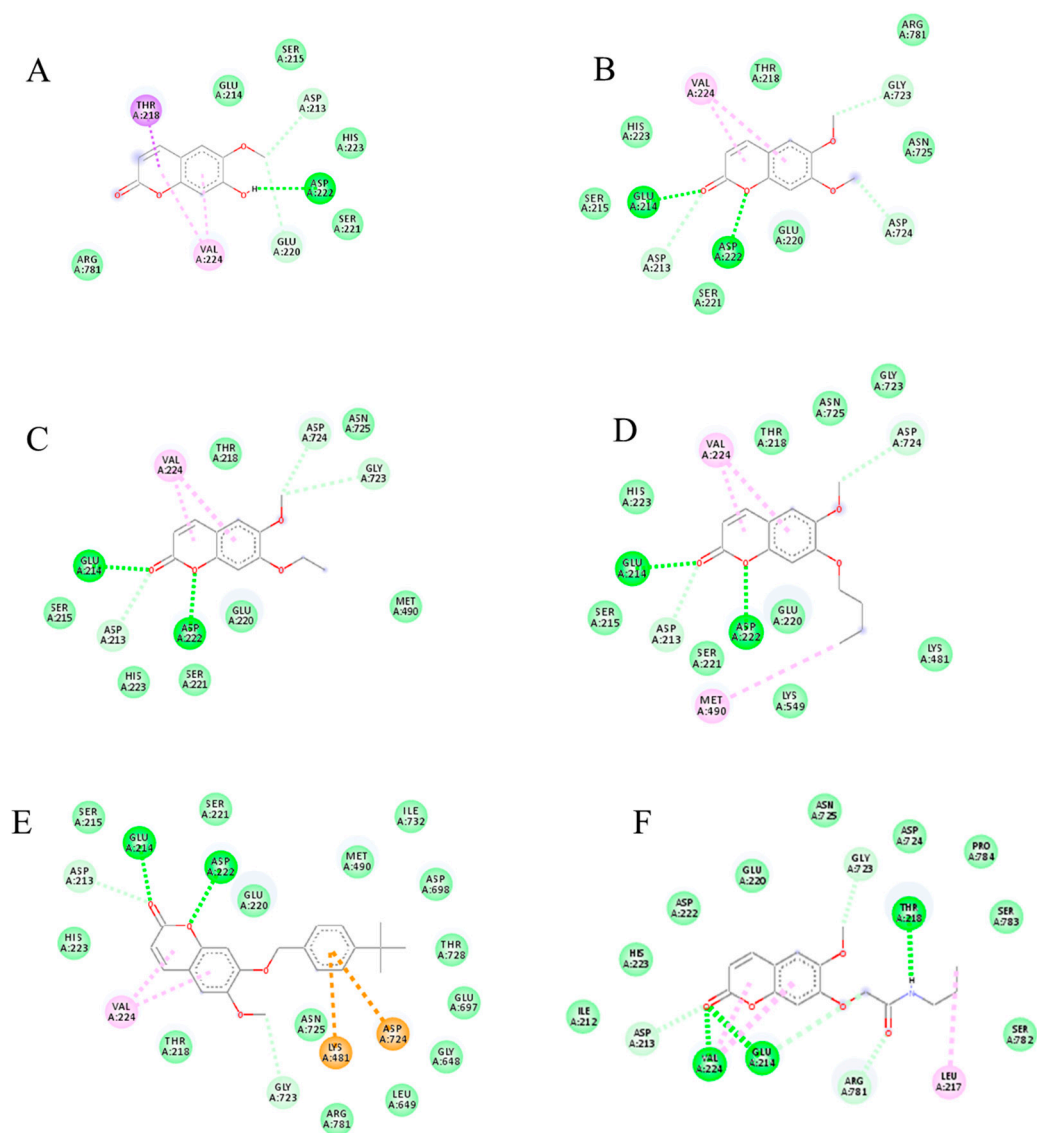 A
SER
A:215
GLU
A:214
THR
A:218
ASP
A:213
HIS
A:223
ASP
A:222
SER
A:221
GLU
A:220
VAL
A:224
ARG
A:781
O
O
O
O
H
B
ARG
A:781
THR
A:218
VAL
A:224
GLY
A:723
HIS
A:223
ASN
A:725
SER
A:215
GLU
A:214
ASP
A:724
GLU
A:220
ASP
A:222
ASP
A:213
SER
A:221
O
O
O
O
C
ASP
A:724
ASN
A:725
THR
A:218
VAL
A:224
GLY
A:723
GLU
A:214
SER
A:215
ASP
A:213
ASP
A:222
GLU
A:220
MET
A:490
HIS
A:223
SER
A:221
O
O
O
O
D
GLY
A:723
ASN
A:725
THR
A:218
VAL
A:224
ASP
A:724
HIS
A:223
GLU
A:214
SER
A:215
ASP
A:213
ASP
A:222
GLU
A:220
SER
A:221
LYS
A:481
MET
A:490
LYS
A:549
O
O
O
O
E
SER
A:215
SER
A:221
ILE
A:732
GLU
A:214
ASP
A:222
MET
A:490
ASP
A:213
GLU
A:220
ASP
A:698
HIS
A:223
THR
A:728
VAL
A:224
GLU
A:697
ASN
A:725
ASP
A:724
THR
A:218
LYS
A:481
GLY
A:648
GLY
A:723
LEU
A:649
ARG
A:781
O
O
O
O
F
ASN
A:725
ASP
A:724
GLY
A:723
PRO
A:784
GLU
A:220
THR
A:218
ASP
A:222
SER
A:783
HIS
A:223
ILE
A:212
ASP
A:213
SER
A:782
VAL
A:224
GLU
A:214
ARG
A:781
LEU
A:217
O
O
O
O
O
H
N